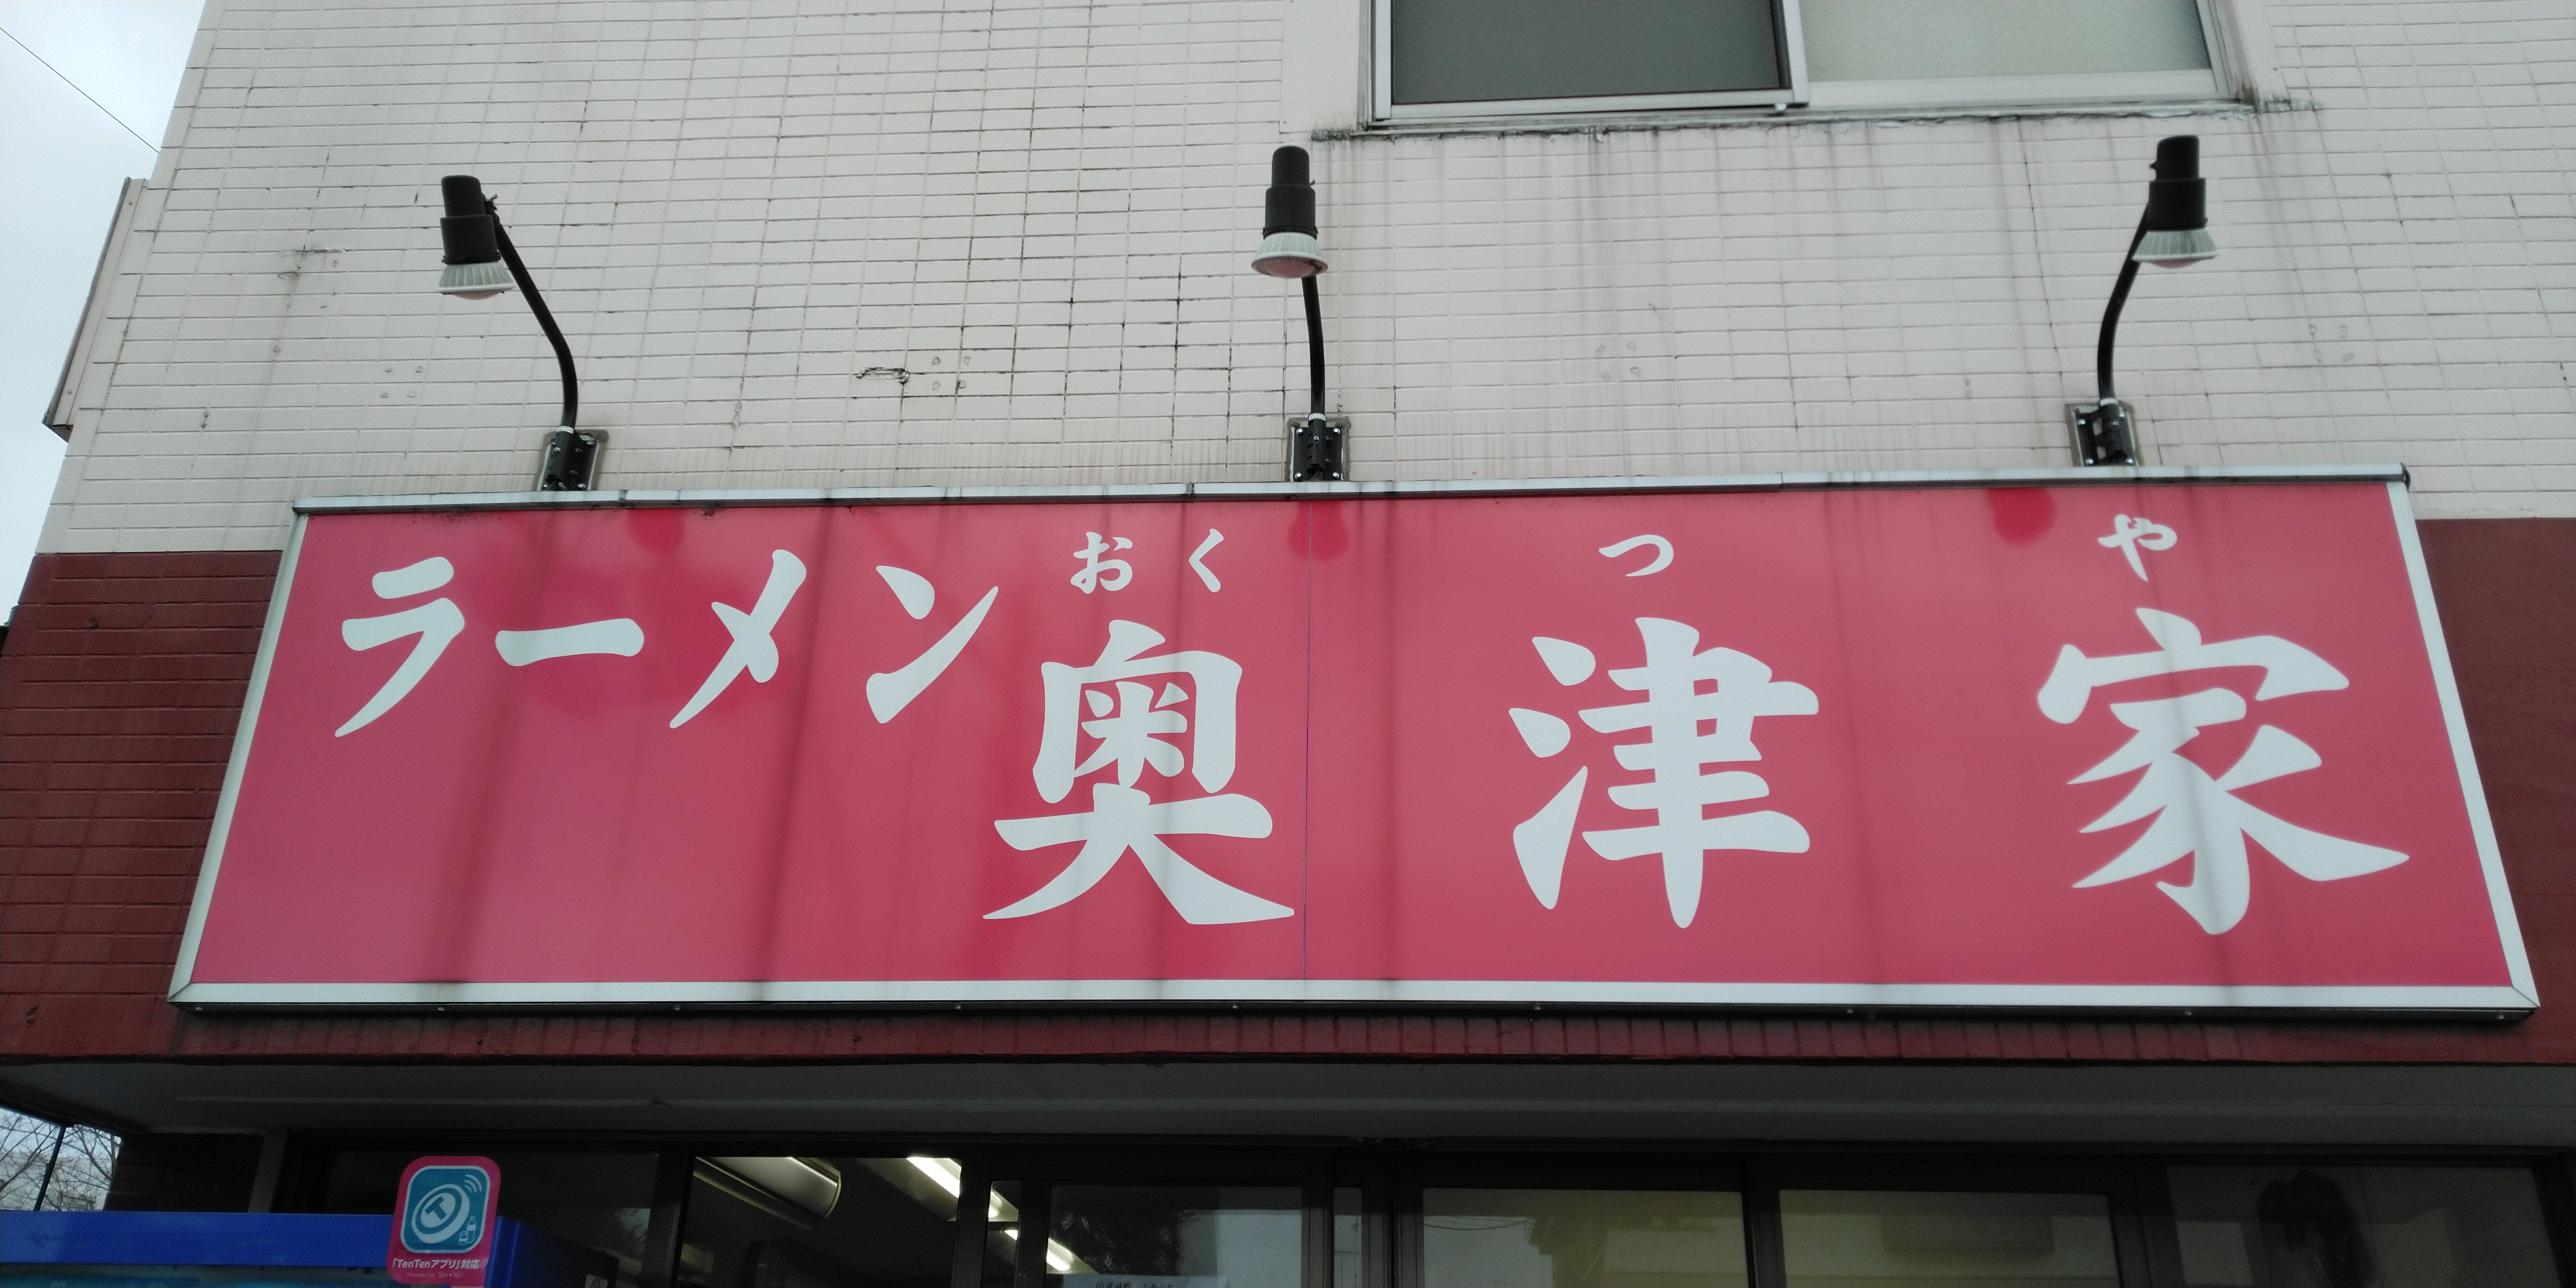 ラーメン 奥津家
おく つ や
「TenTenアプリ」対応